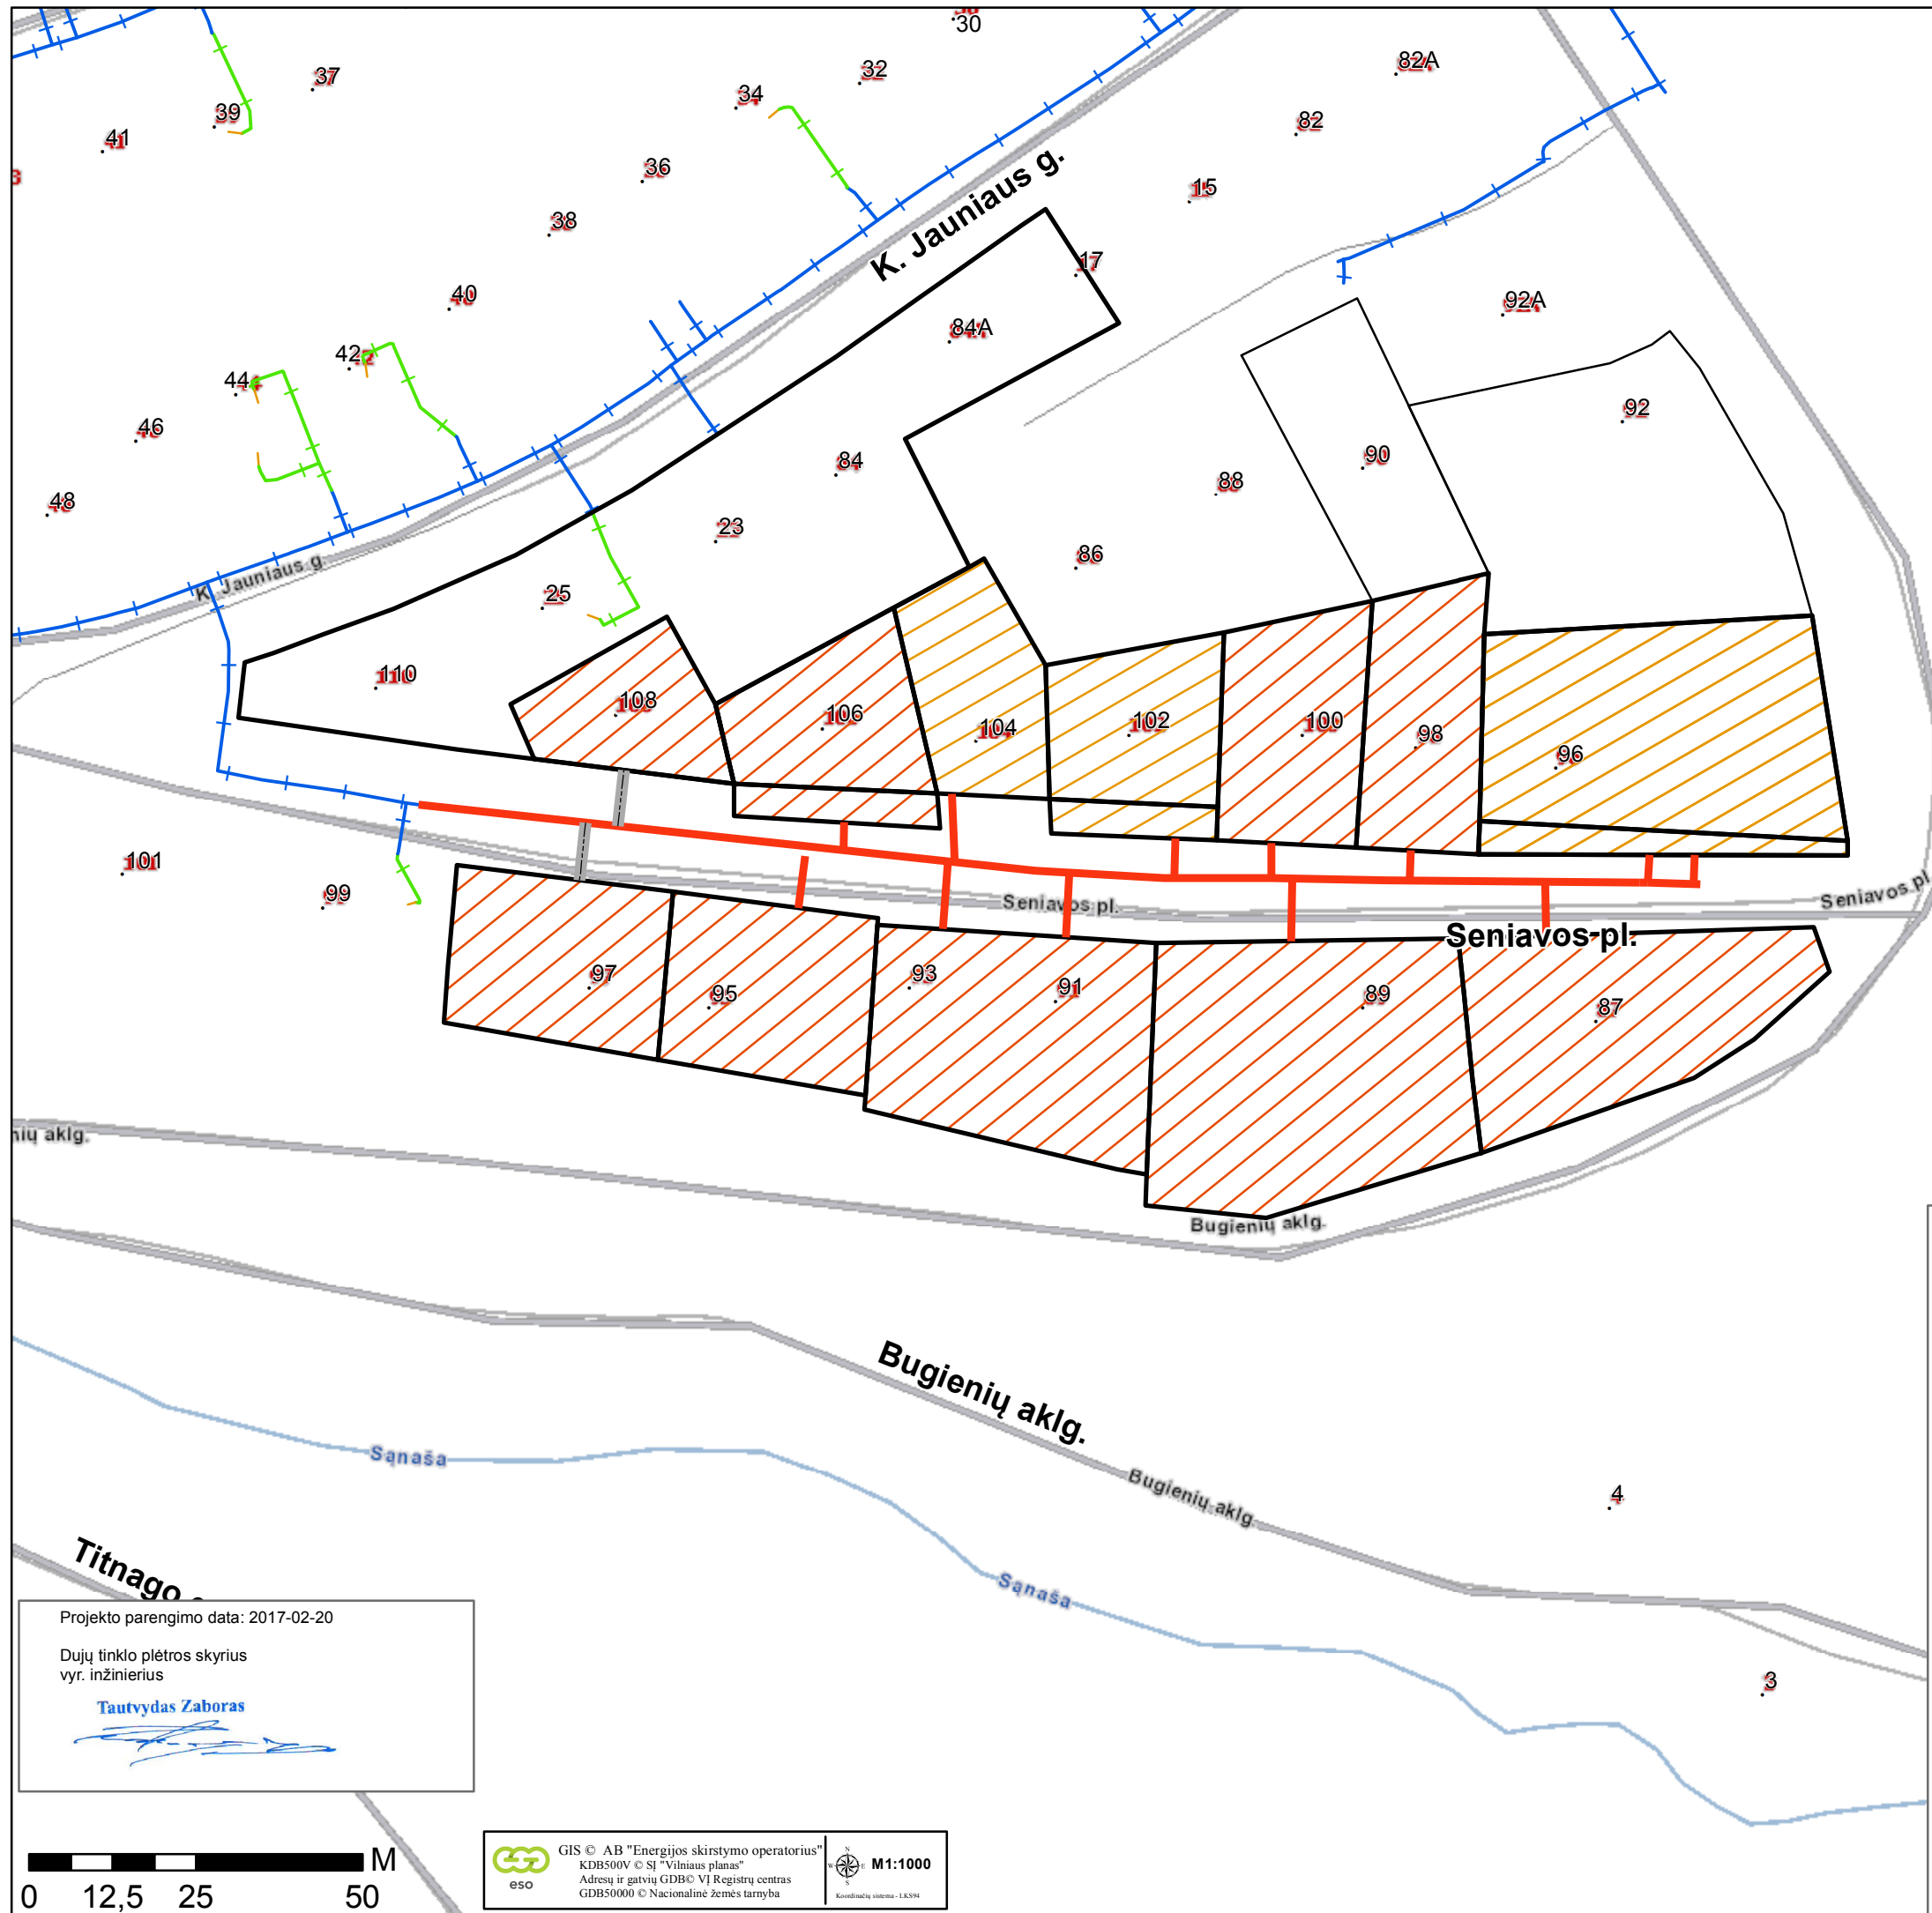 30
32
34
37
39
41
82A
82
36
15
38
17
40
K. Jauniaus g.
84A
92A
42
44
46
48
92
90
84
88
23
86
K. Jauniaus g.
25
110
108
106
104
102
100
98
96
101
99
Seniavos pl.
Seniavos pl.
Seniavos pl.
97
95
93
91
89
87
Bugienių aklg.
Bugienių aklg.
Sąnaša
Bugienių aklg.
4
Sąnaša
Titnago
3
Projekto parengimo data: 2017-02-20
Dujų tinklo plėtros skyrius
vyr. inžinierius
Tautvydas Zaboras
0 12,5 25 50 M
eso
GIS © AB "Energijos skirstymo operatorius"
KDB500V © SĮ "Vilniaus planas"
Adresų ir gatvių GDB© VĮ Registrų centras
GDB50000 © Nacionalinė žemės tarnyba
N
W E
S
M1:1000
Koordinačių sistema - LKS94